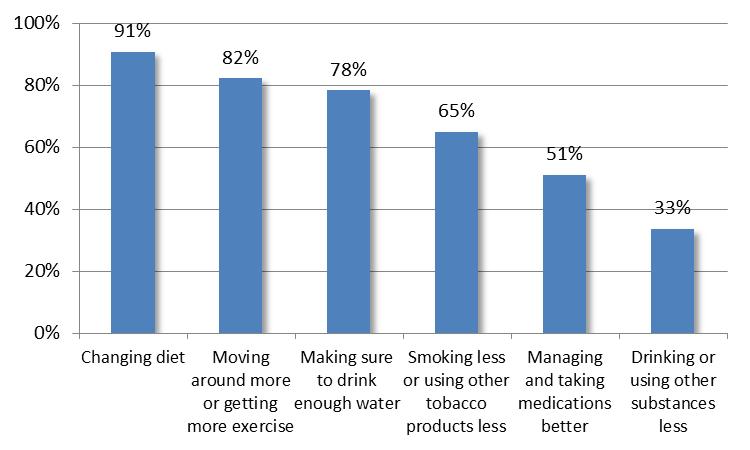 100%
80%
60%
40%
20%
0%
91%
82%
78%
65%
51%
33%
Changing diet
Moving
around more
or getting
more exercise
Making sure
to drink
enough water
Smoking less
or using other
tobacco
products less
Managing
and taking
medications
better
Drinking or
using other
substances
less